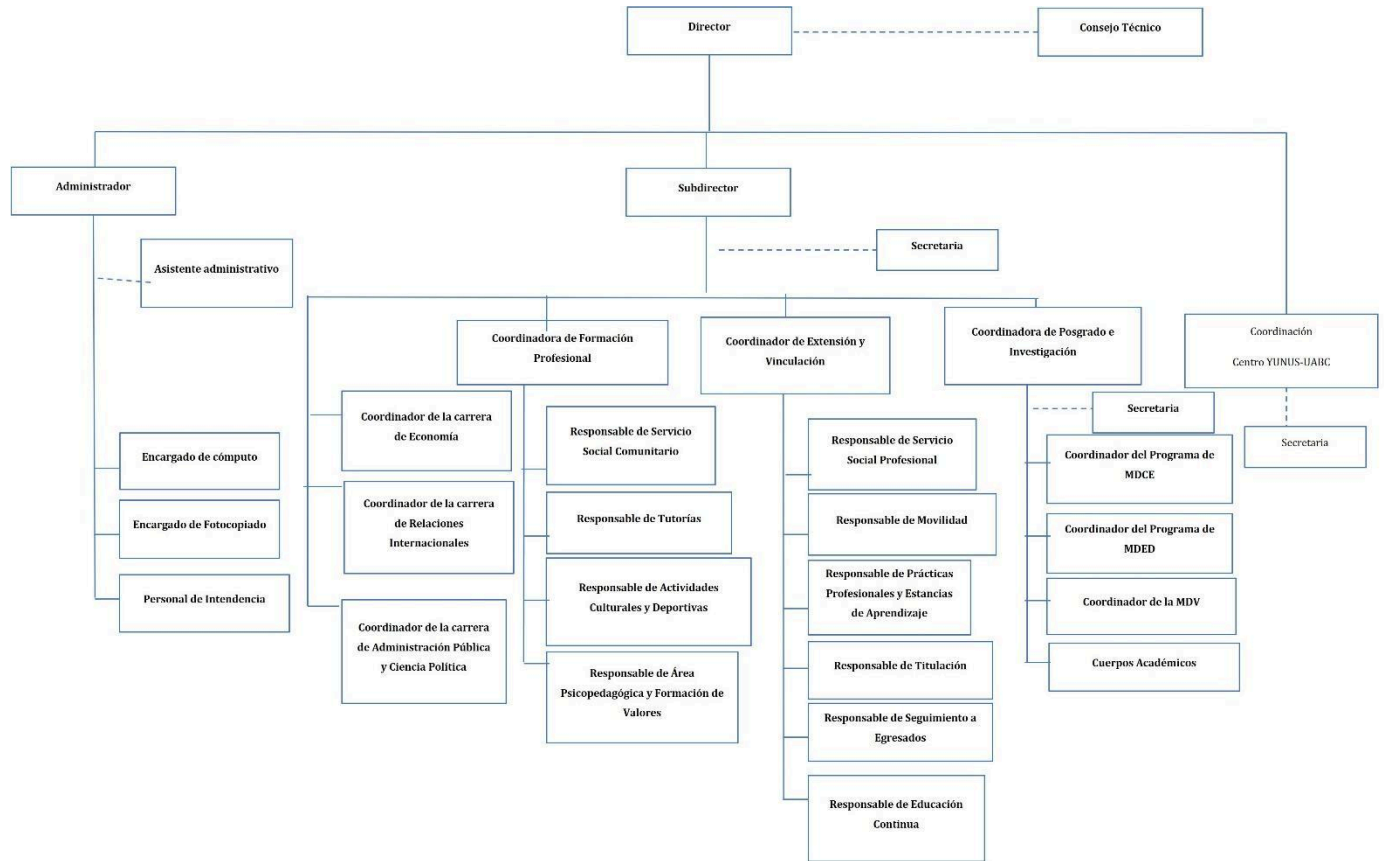 Director
Consejo Técnico
Administrador
Subdirector
Secretaria
Asistente administrativo
Coordinadora de Formación
Profesional
Coordinador de Extensión y
Vinculación
Coordinadora de Posgrado e
Investigación
Coordinación
Centro YUNUS-UABC
Encargado de cómputo
Encargado de Fotocopiado
Personal de Intendencia
Coordinador de la carrera
de Economía
Coordinador de la carrera
de Relaciones
Internacionales
Coordinador de la carrera
de Administración Pública
y Ciencia Política
Responsable de Servicio
Social Comunitario
Responsable de Tutorías
Responsable de Actividades
Culturales y Deportivas
Responsable de Área
Psicopedagógica y Formación de
Valores
Responsable de Servicio
Social Profesional
Responsable de Movilidad
Responsable de Prácticas
Profesionales y Estancias
de Aprendizaje
Responsable de Titulación
Responsable de Seguimiento a
Egresados
Responsable de Educación
Continua
Secretaria
Coordinador del Programa de
MDCE
Coordinador del Programa de
MDED
Coordinador de la MDV
Cuerpos Académicos
Secretaria